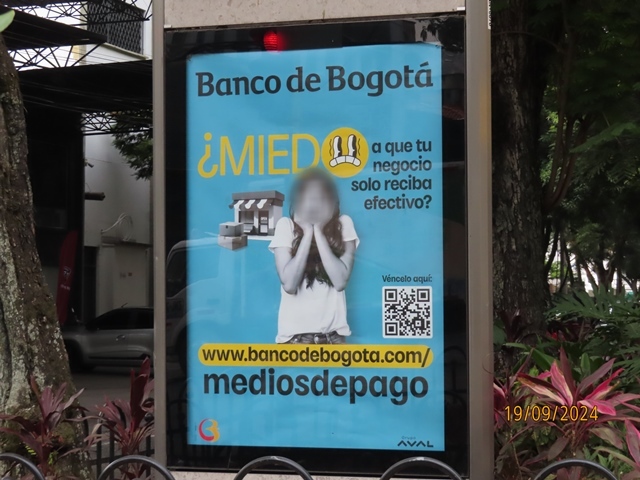 Banco de Bogotá
¿MIEDO
a que tu
negocio
solo reciba
efectivo?
Véncelo aquí:
www.bancodebogota.com/
mediosdepago
Grupo
AVAL
19/09/2024